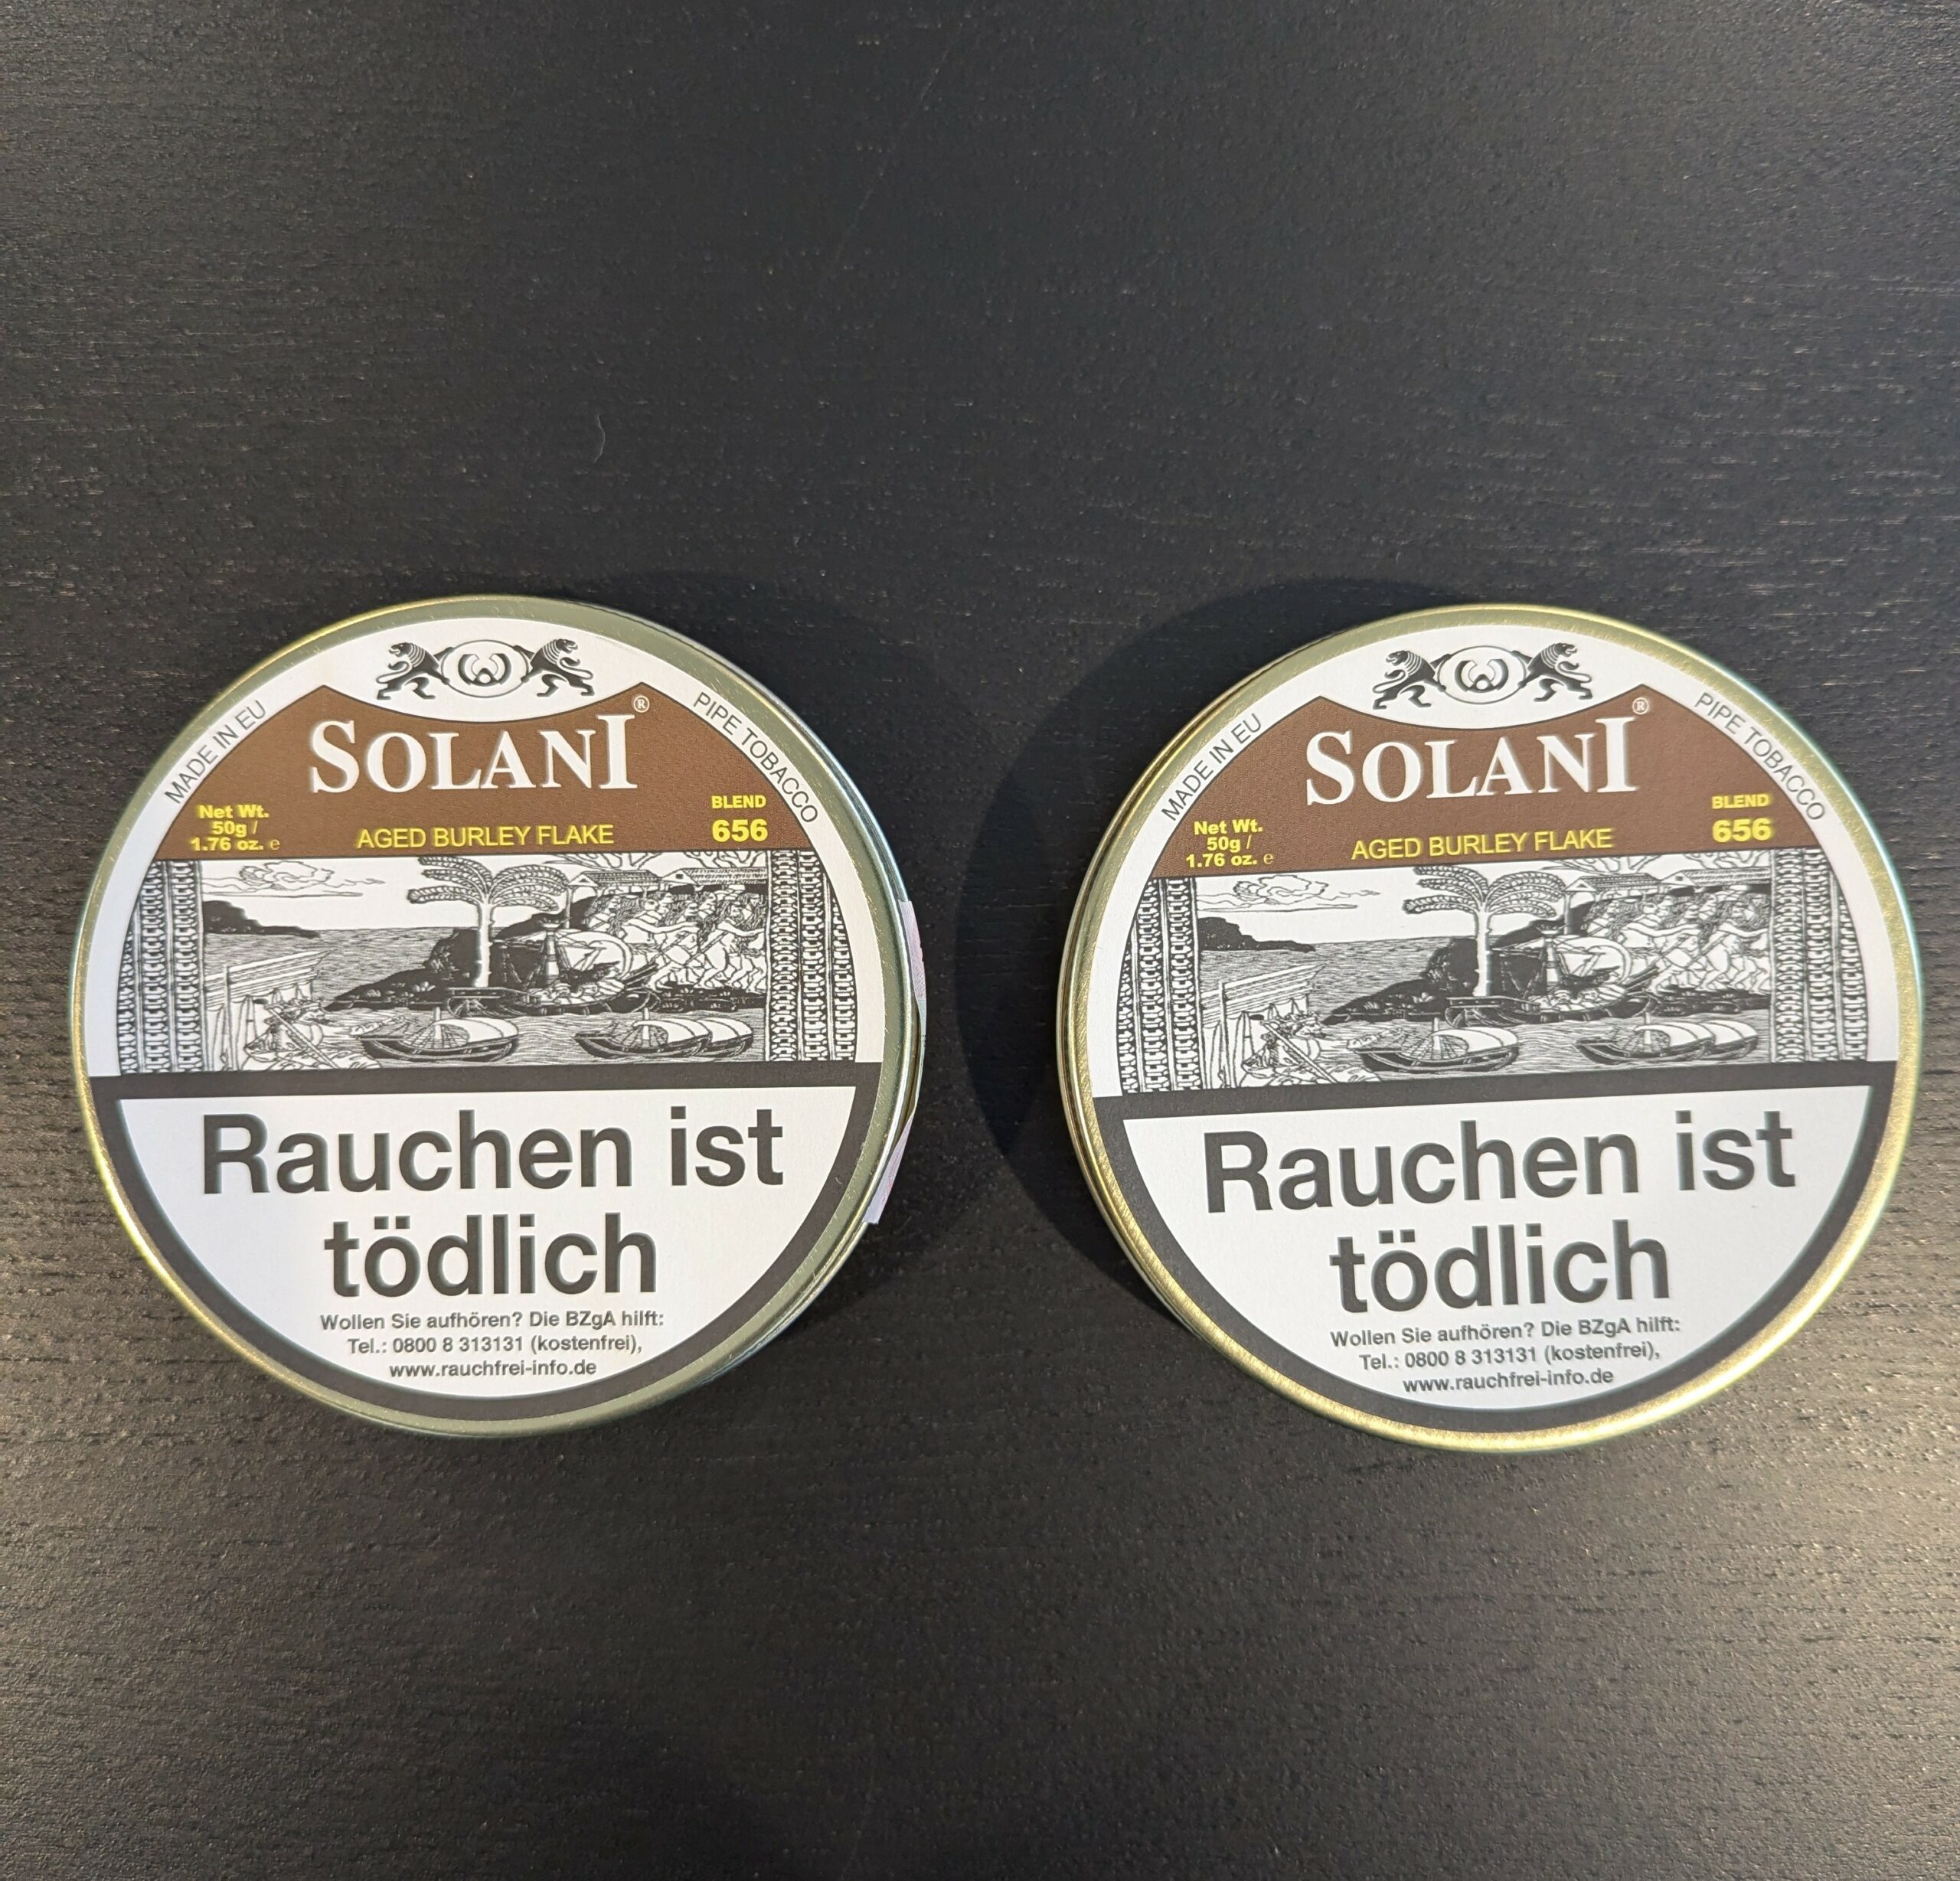 MADE IN EU
PIPE TOBACCO
SOLANI®
Net Wt.
50g /
1.76 oz. e
AGED BURLEY FLAKE
BLEND
656
Rauchen ist
tödlich
Wollen Sie aufhören? Die BZgA hilft:
Tel.: 0800 8 313131 (kostenfrei),
www.rauchfrei-info.de
MADE IN EU
PIPE TOBACCO
SOLANI®
Net Wt.
50g /
1.76 oz. e
AGED BURLEY FLAKE
BLEND
656
Rauchen ist
tödlich
Wollen Sie aufhören? Die BZgA hilft:
Tel.: 0800 8 313131 (kostenfrei),
www.rauchfrei-info.de